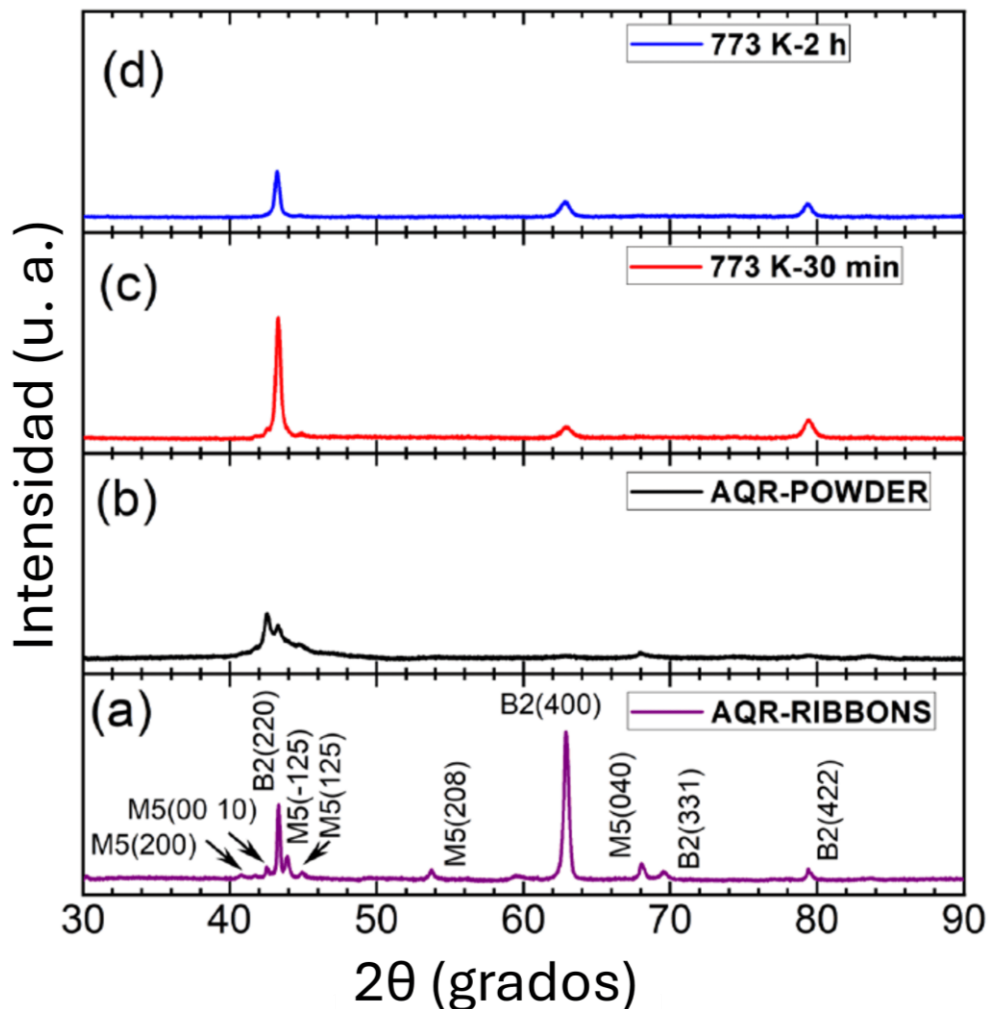 Intensidad (u. a.)
(d)
773 K-2 h
(c)
773 K-30 min
(b)
AQR-POWDER
(a)
AQR-RIBBONS
M5(200)
M5(00 10)
B2(220)
M5(-125)
M5(125)
M5(208)
B2(400)
M5(040)
B2(331)
B2(422)
30 40 50 60 70 80 90
2θ (grados)